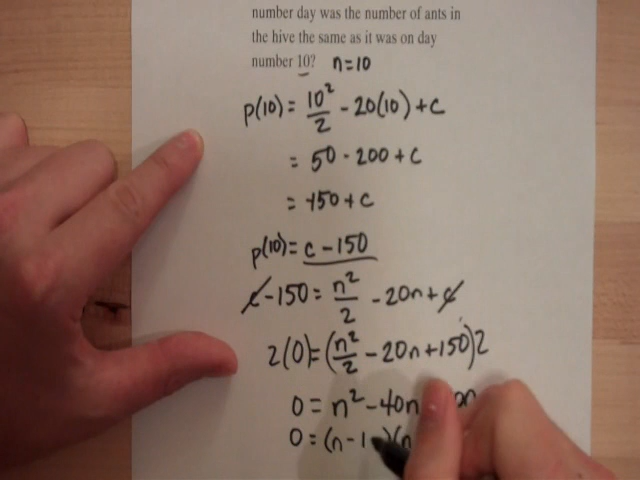 number day was the number of ants in
the hive the same as it was on day
number 10? n=10
p(10) = 10²/2 - 20(10) + c
= 50 - 200 + c
= -150 + c
p(10) = c - 150
c - 150 = n²/2 - 20n + c
2(0) = (n²/2 - 20n + 150)2
0 = n² - 40n
0 = (n - 1 )(n